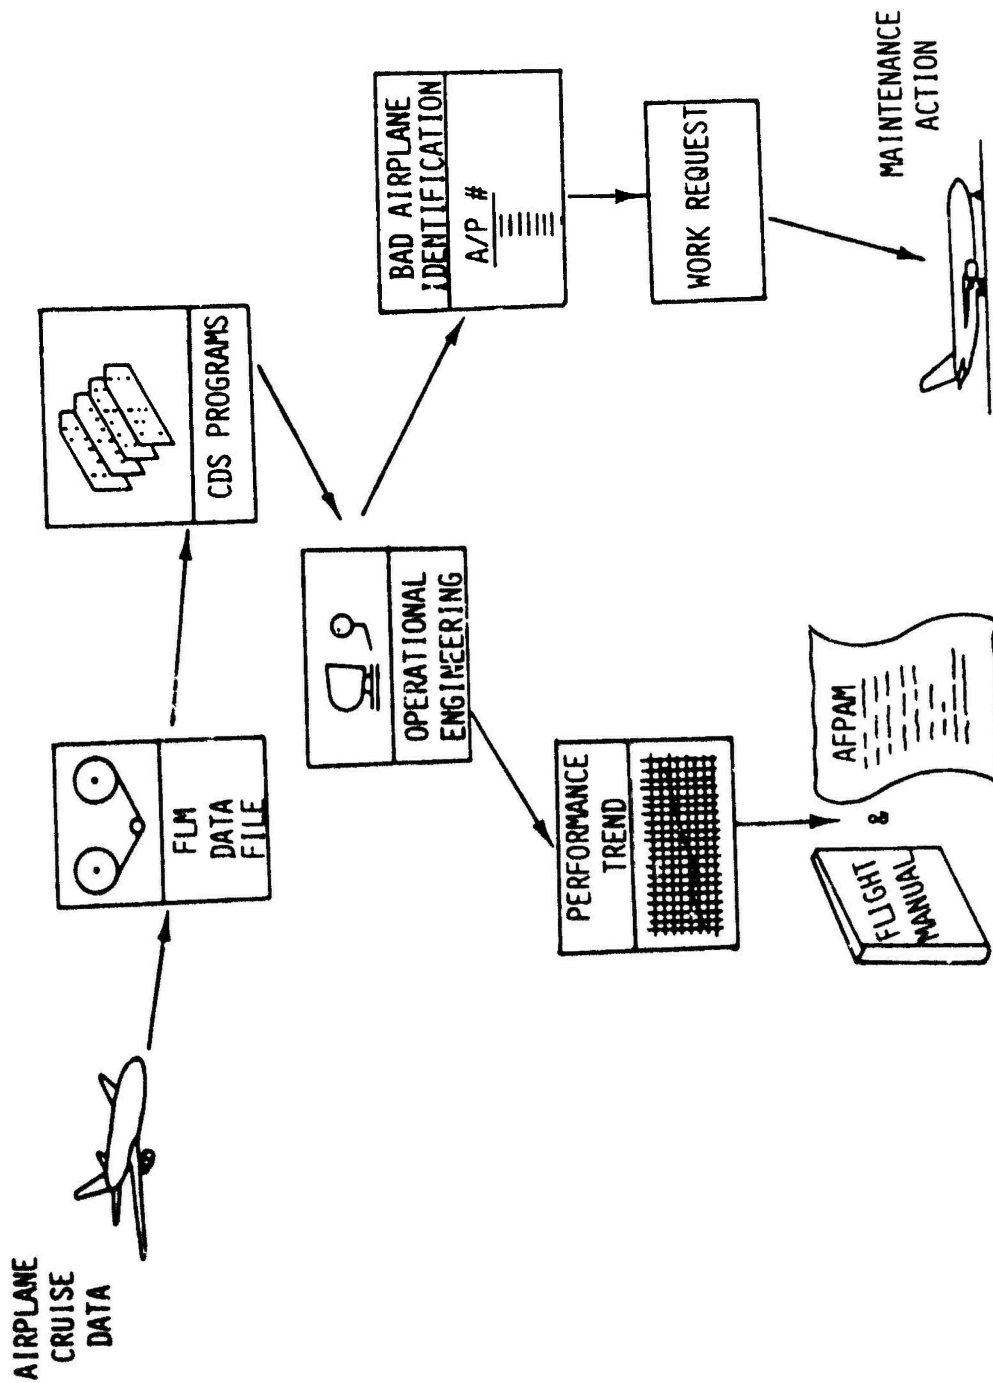 AIRPLANE
CRUISE
DATA
FLM
DATA
FILE
CDS PROGRAMS
OPERATIONAL
ENGINEERING
BAD AIRPLANE
IDENTIFICATION
A/P #
WORK REQUEST
MAINTENANCE
ACTION
PERFORMANCE
TREND
FLIGHT
MANUAL
&
AFPAM